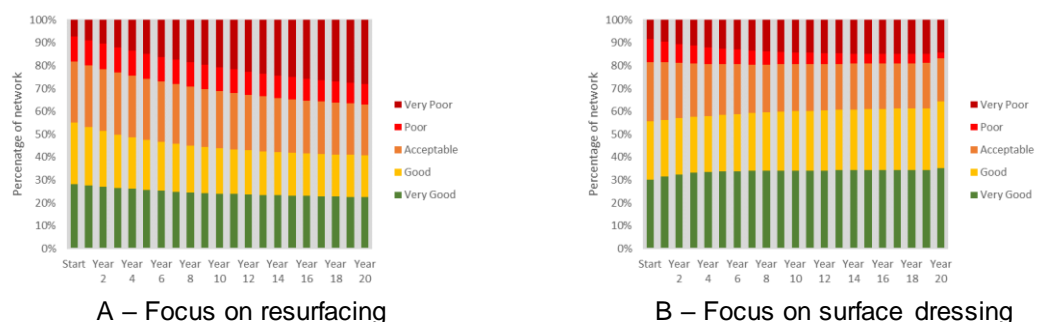 100%
90%
80%
70%
60%
50%
40%
30%
20%
10%
0%
Percenatge of network
Start Year 2 Year 4 Year 6 Year 8 Year 10 Year 12 Year 14 Year 16 Year 18 Year 20
Very Poor
Poor
Acceptable
Good
Very Good
A – Focus on resurfacing
100%
90%
80%
70%
60%
50%
40%
30%
20%
10%
0%
Percentage of network
Start Year 2 Year 4 Year 6 Year 8 Year 10 Year 12 Year 14 Year 16 Year 18 Year 20
Very Poor
Poor
Acceptable
Good
Very Good
B – Focus on surface dressing